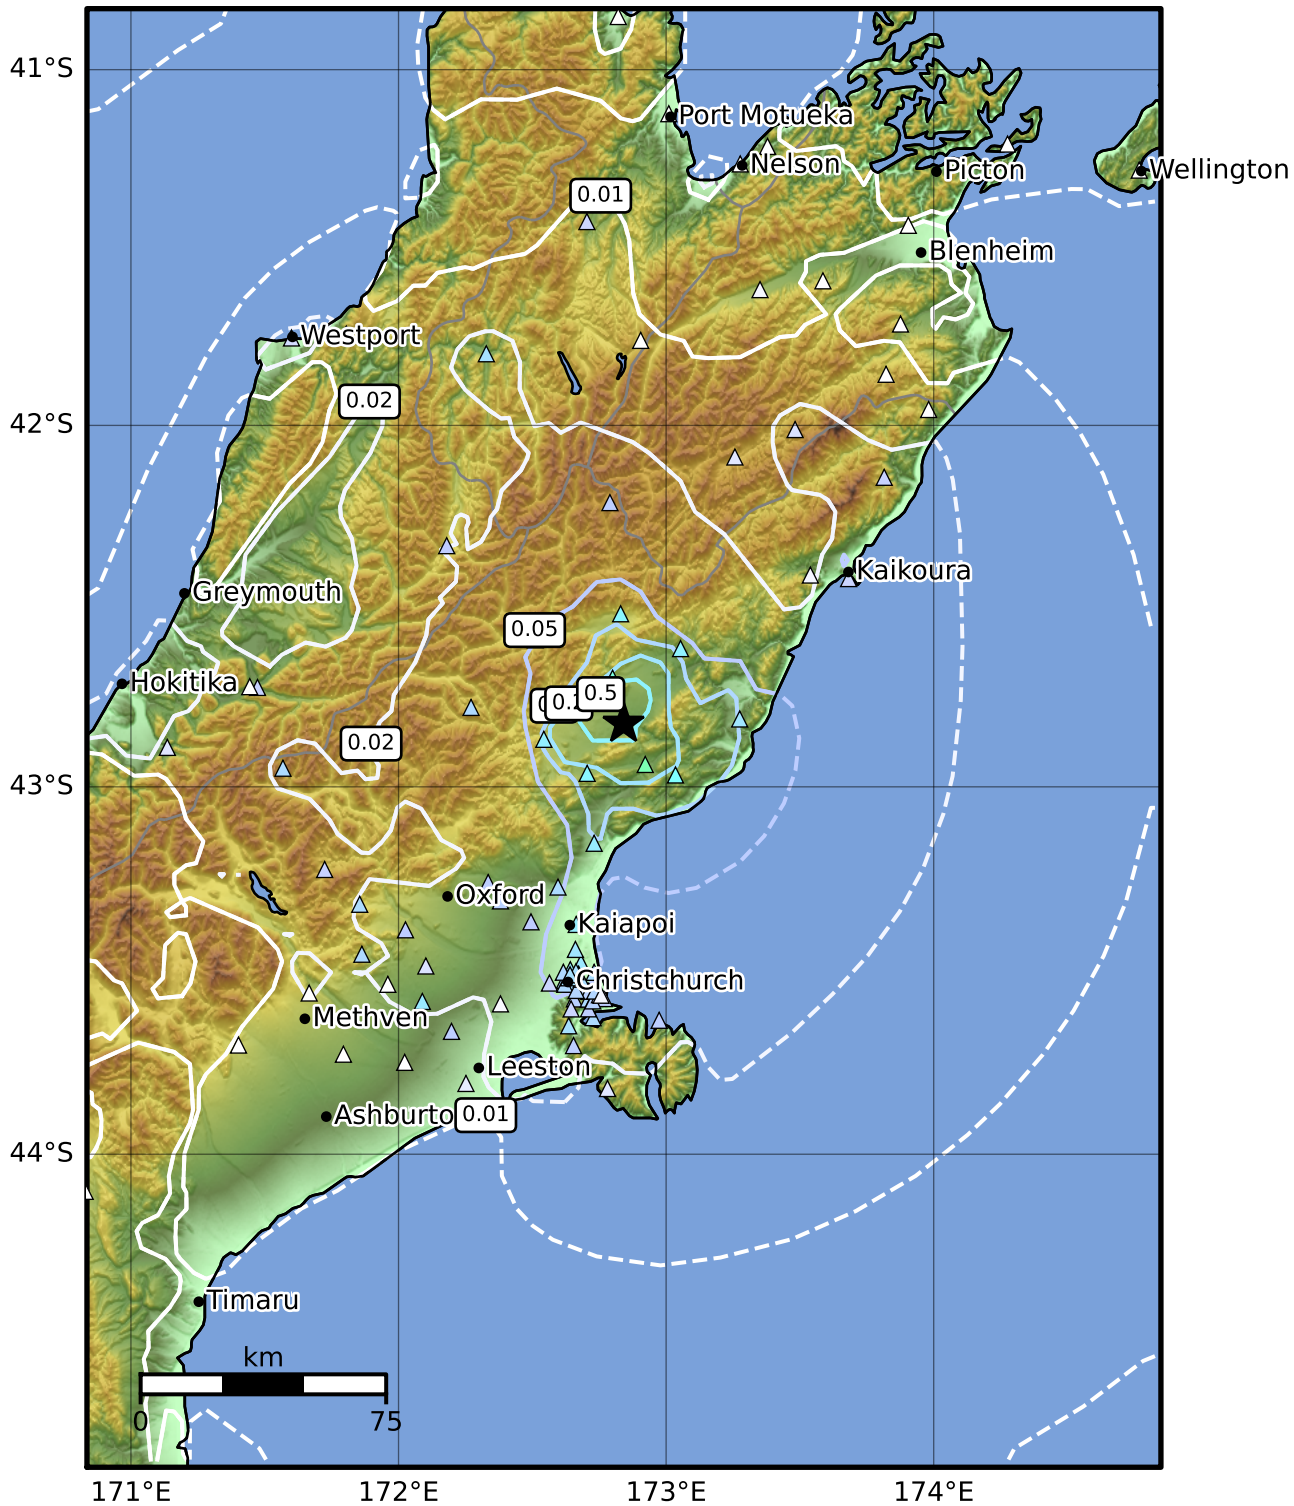 41°S
Port Motueka
Nelson
Picton
Wellington
0.01
Blenheim
Westport
0.02
42°S
Kaikoura
Greymouth
0.05
Hokitika
0.5
0.02
43°S
Oxford
Kaiapoi
Christchurch
Methven
Leeston
Ashburto
0.01
44°S
Timaru
km
0 75
171°E 172°E 173°E 174°E